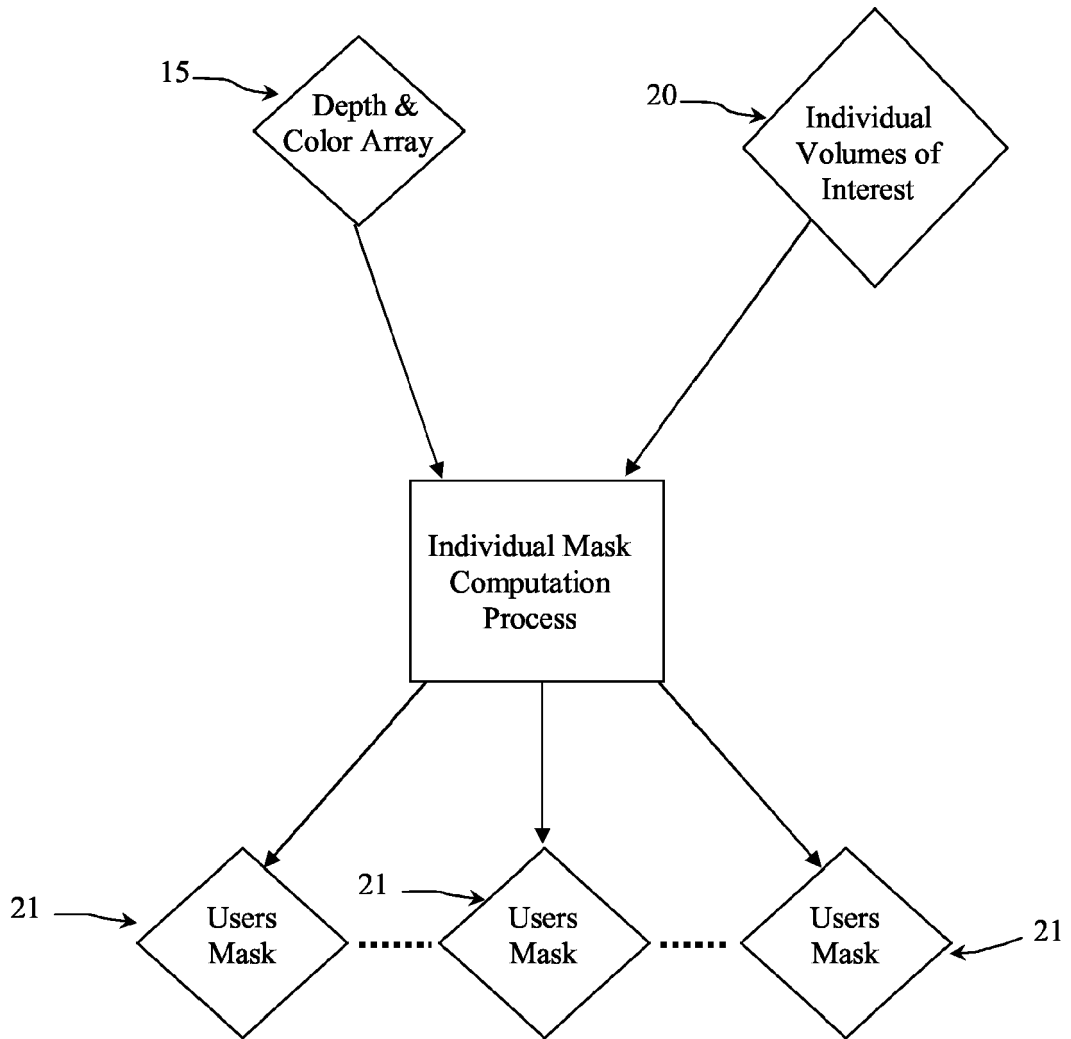 15
Depth &
Color Array
20
Individual
Volumes of
Interest
Individual Mask
Computation
Process
21
Users
Mask
21
Users
Mask
Users
Mask
21